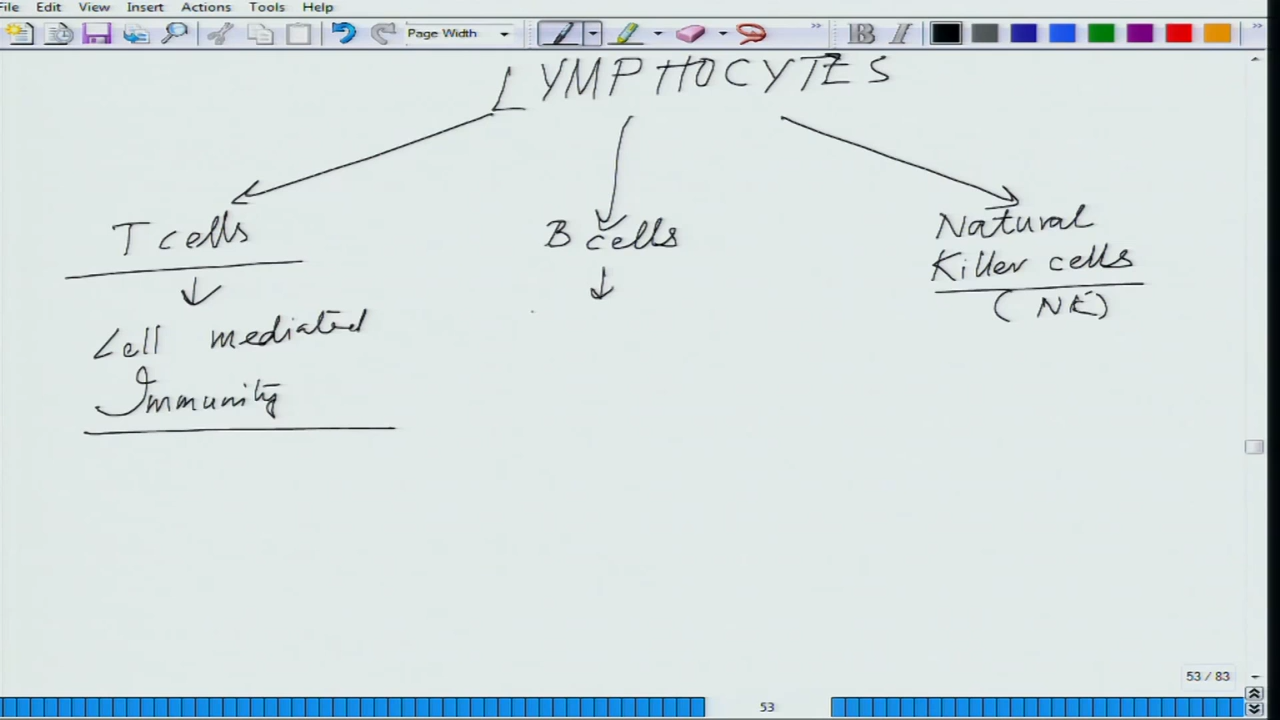 File Edit View Insert Actions Tools Help
Page Width
B I
LYMPHOCYTES
T cells
B cells
Natural
Killer cells
(NK)
Cell mediated
Immunity
53 / 83
53